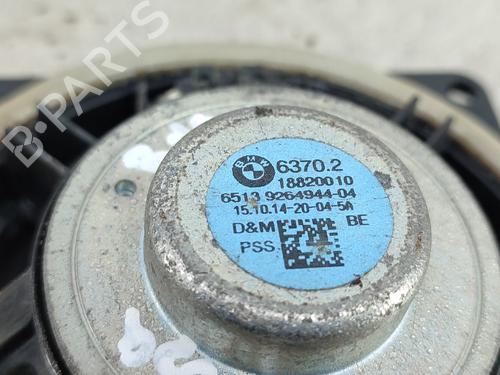 B-PARTS
BMW
6370.2
18820010
6513 9264944-04
15.10.14-20-04-5A
D&M BE
PSS